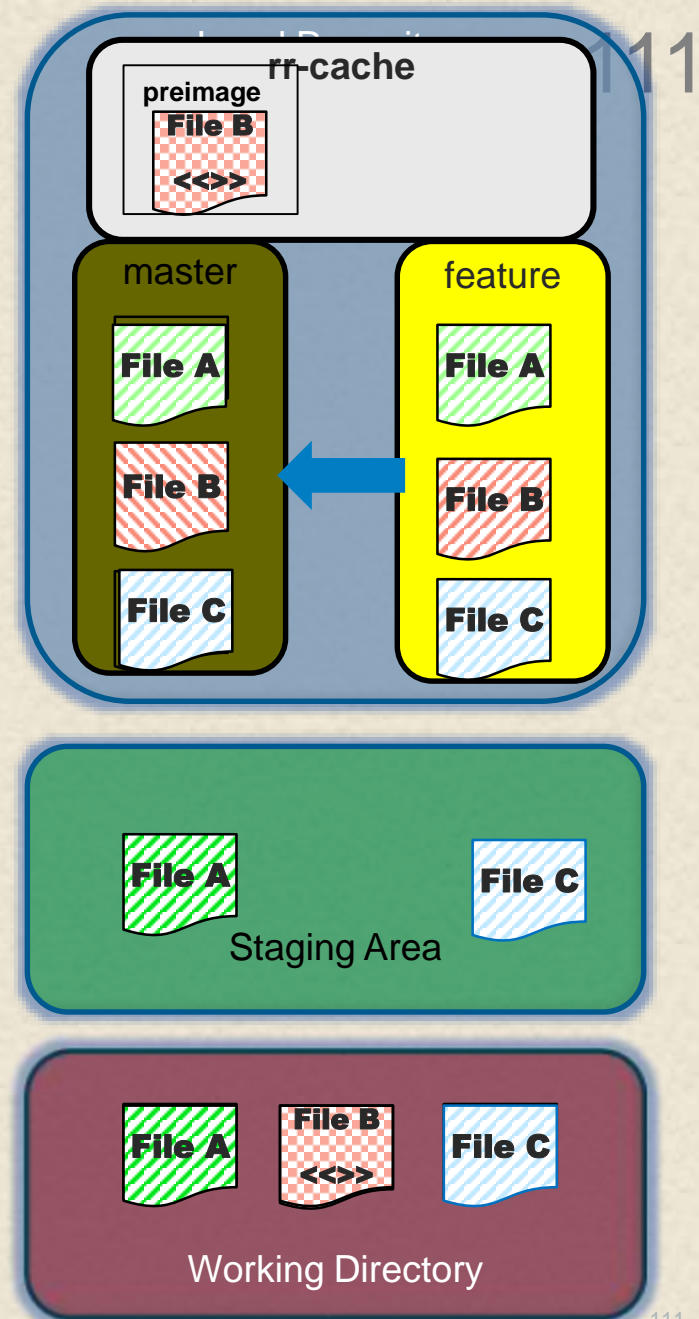 111
rr-cache
preimage
File B
<<>>
master
feature
File A
File A
File B
File B
File C
File C
File A
File C
Staging Area
File A
File B
<<>>
File C
Working Directory
111